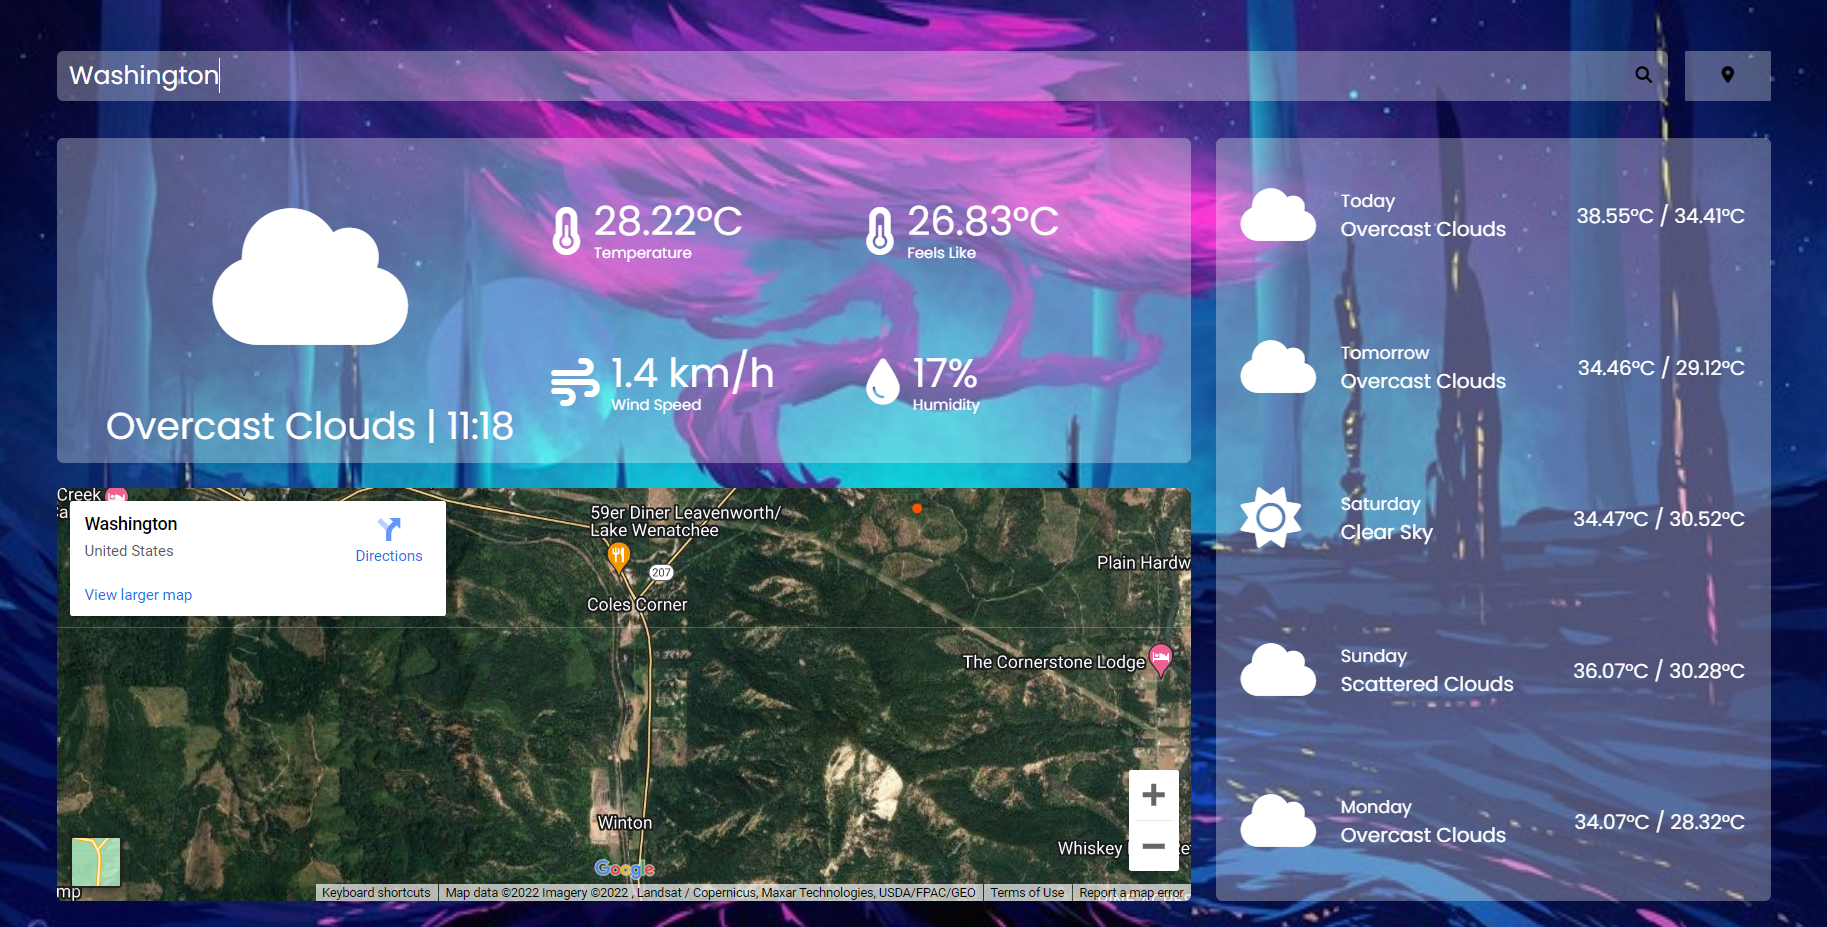 Washington
28.22°C
Temperature
26.83°C
Feels Like
1.4 km/h
Wind Speed
17%
Humidity
Overcast Clouds | 11:18
Today
Overcast Clouds
38.55°C / 34.41°C
Tomorrow
Overcast Clouds
34.46°C / 29.12°C
Saturday
Clear Sky
34.47°C / 30.52°C
Sunday
Scattered Clouds
36.07°C / 30.28°C
Monday
Overcast Clouds
34.07°C / 28.32°C
Creek
Washington
United States
Directions
View larger map
59er Diner Leavenworth/
Lake Wenatchee
207
Coles Corner
Plain Hardw
The Cornerstone Lodge
Winton
Whiskey
mp
Google
Keyboard shortcuts
Map data ©2022 Imagery ©2022 , Landsat / Copernicus, Maxar Technologies, USDA/FPAC/GEO
Terms of Use
Report a map error